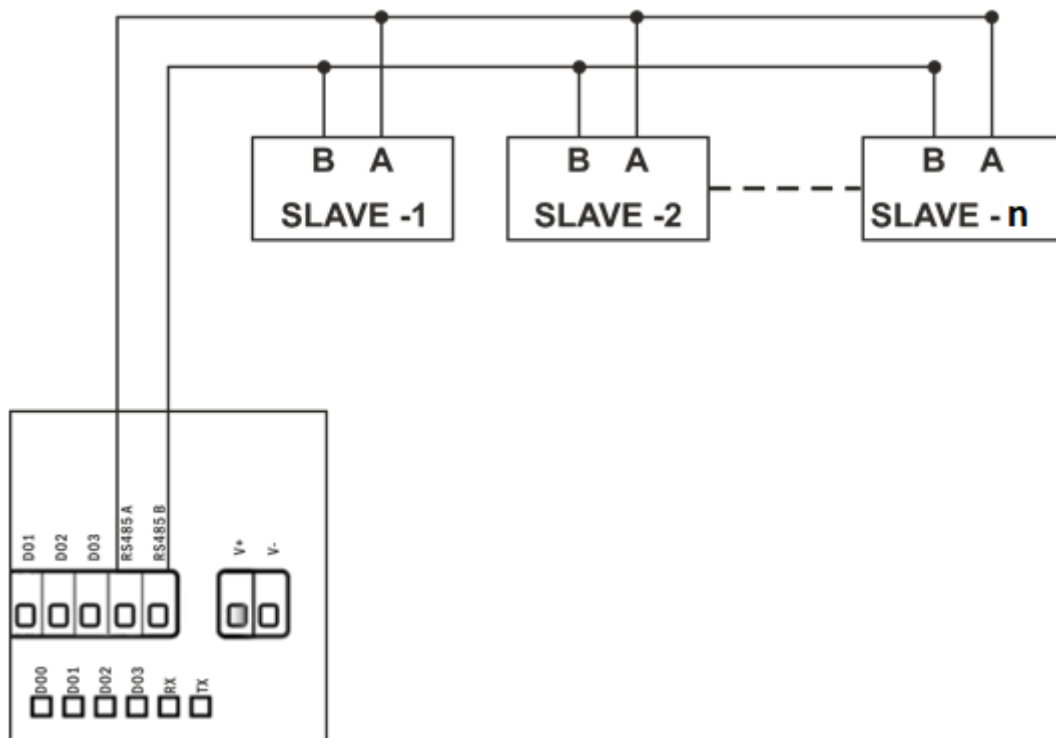 B A
SLAVE -1
B A
SLAVE -2
B A
SLAVE - n
DO1
DO2
DO3
RS485 A
RS485 B
V+
V-
DO0
DO1
DO2
DO3
RX
TX